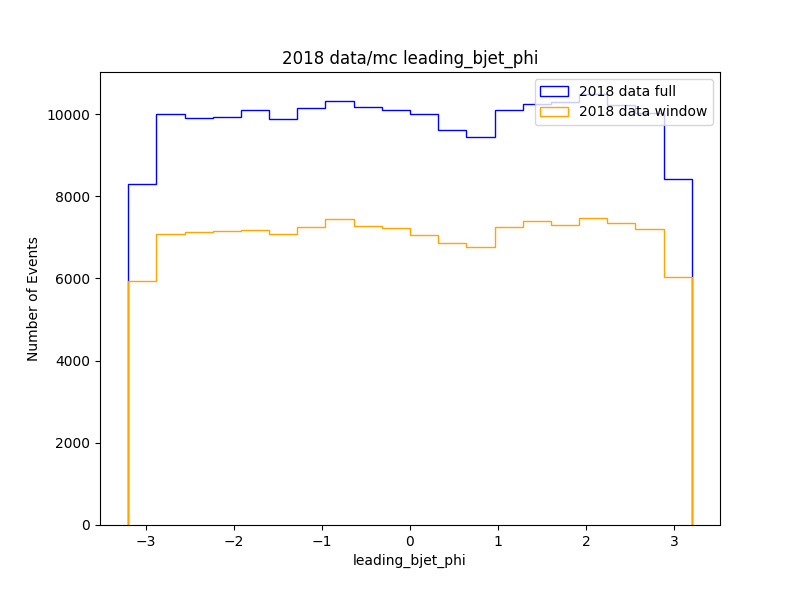 2018 data/mc leading_bjet_phi
2018 data full
2018 data window
Number of Events
10000
8000
6000
4000
2000
0
−3 −2 −1 0 1 2 3
leading_bjet_phi